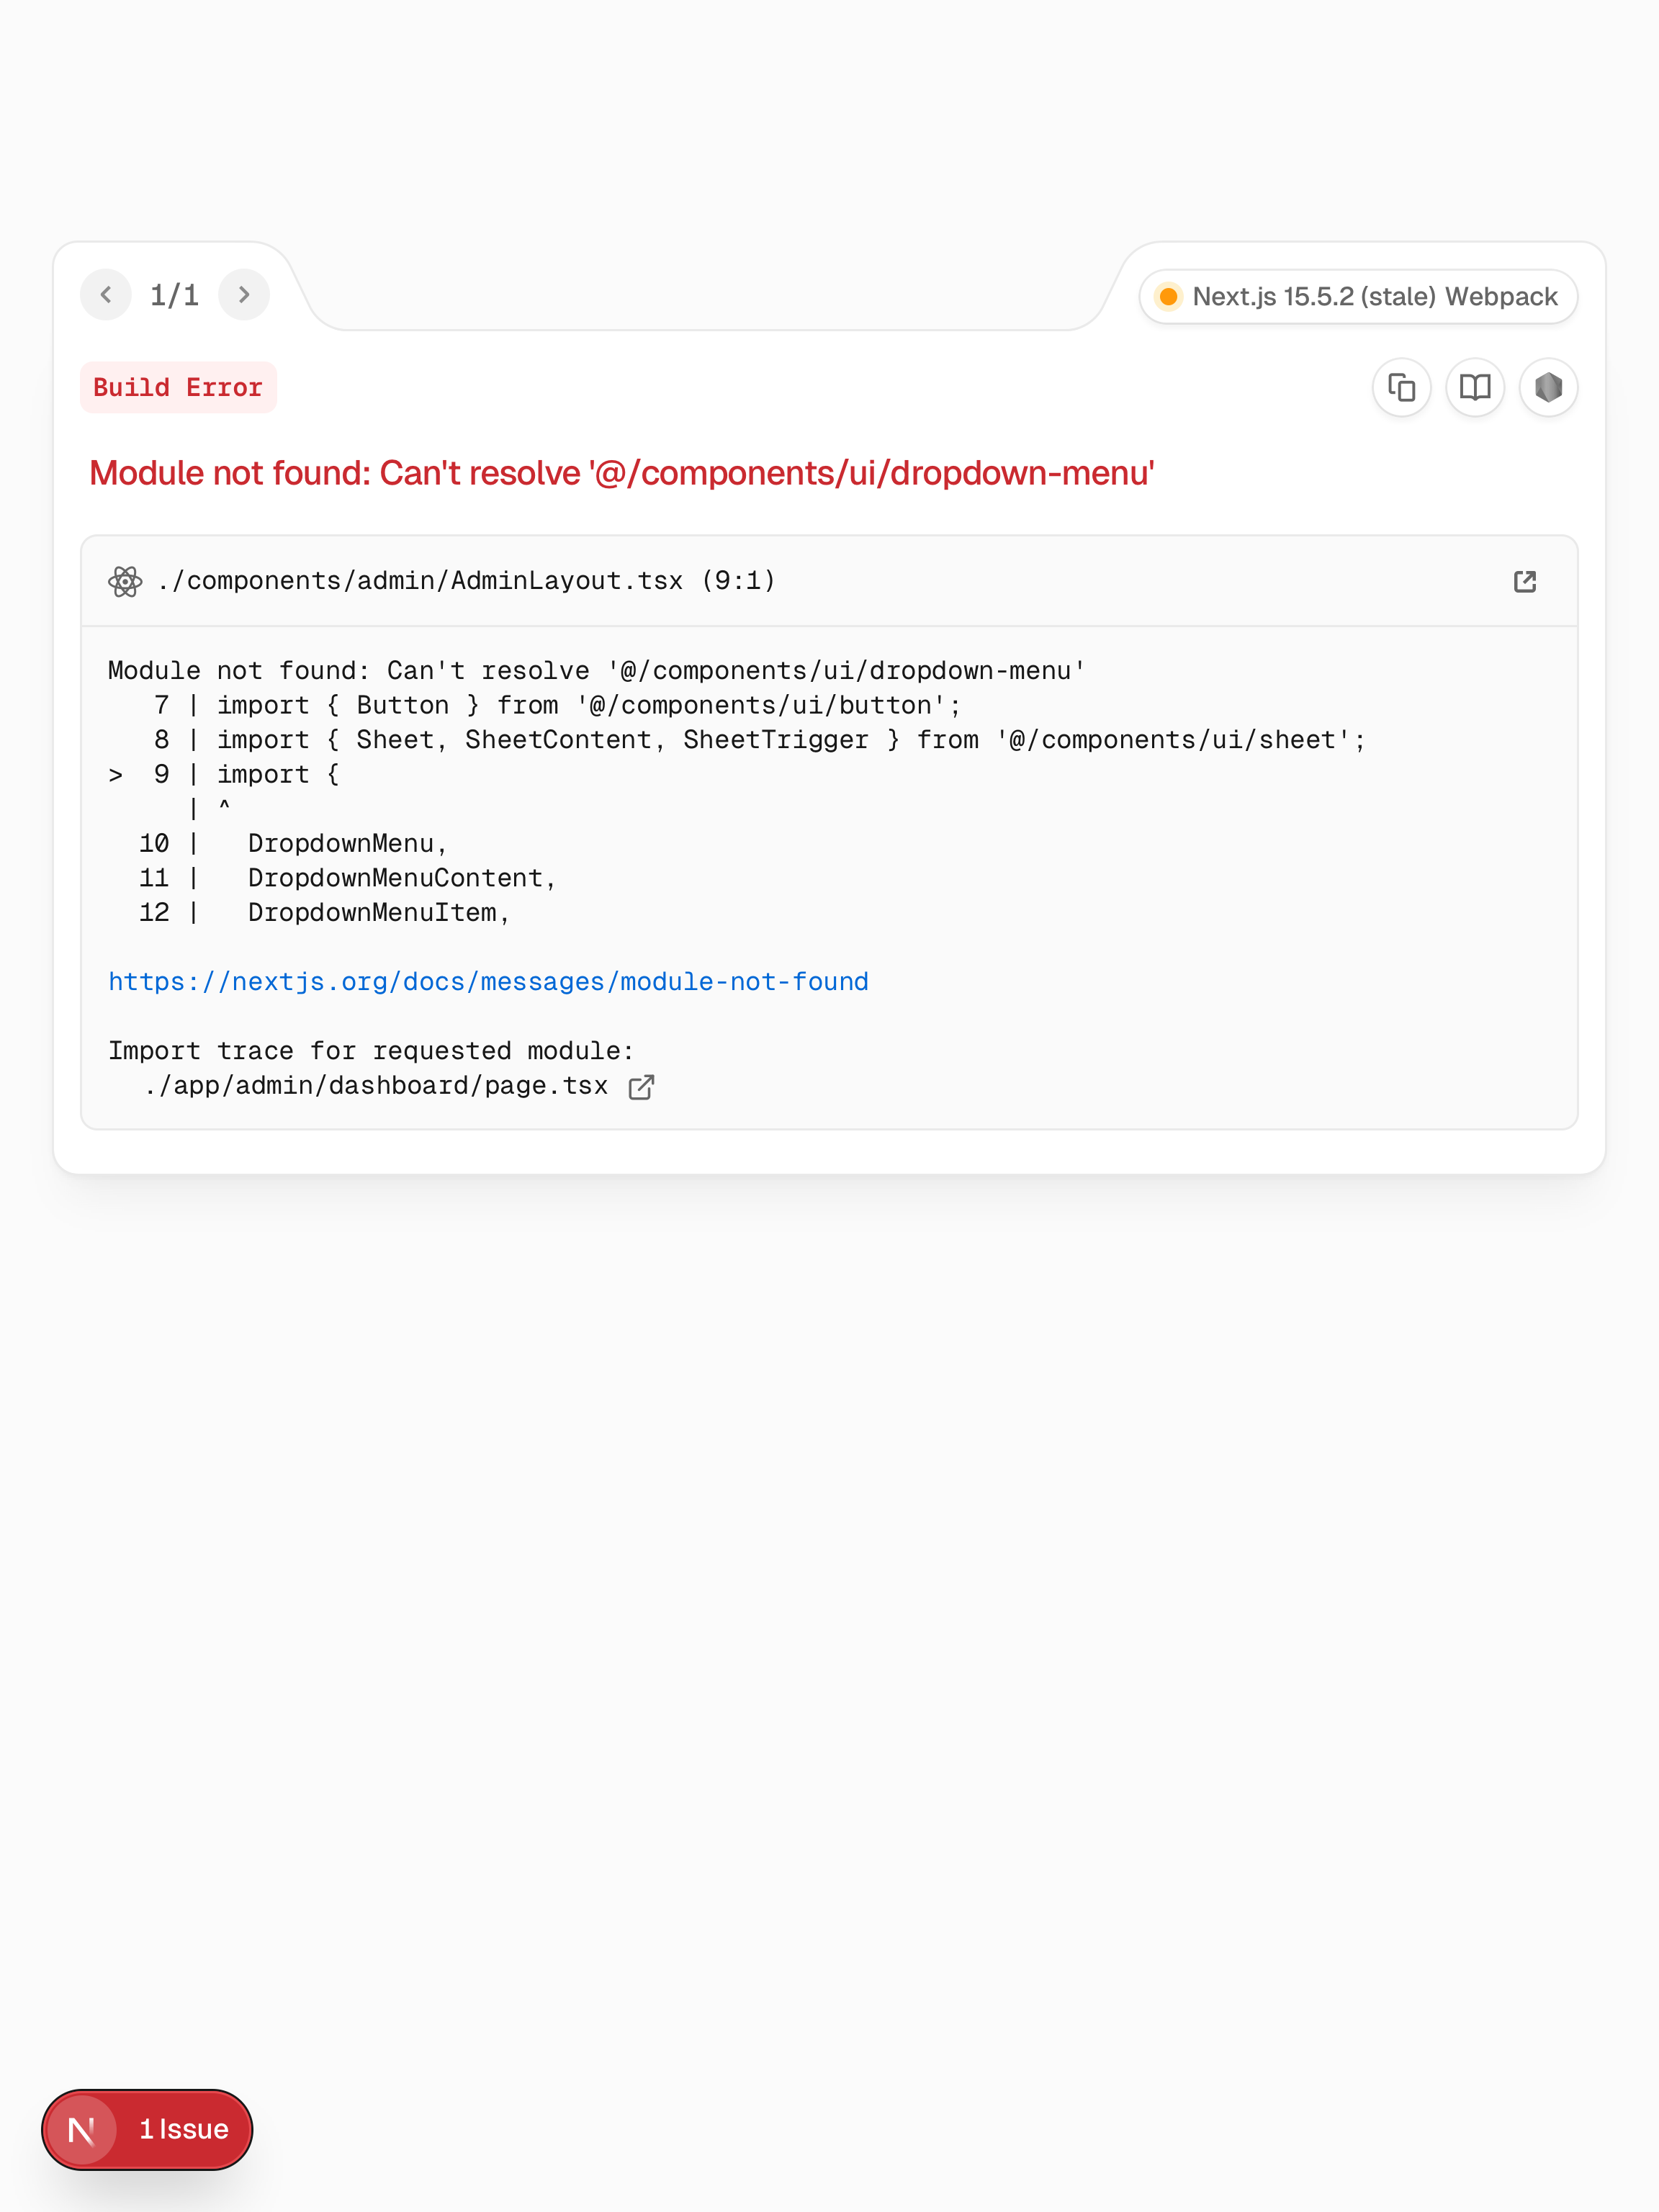 1/1
Next.js 15.5.2 (stale) Webpack
Build Error
Module not found: Can't resolve '@/components/ui/dropdown-menu'
./components/admin/AdminLayout.tsx (9:1)
Module not found: Can't resolve '@/components/ui/dropdown-menu'
   7 | import { Button } from '@/components/ui/button';
   8 | import { Sheet, SheetContent, SheetTrigger } from '@/components/ui/sheet';
>  9 | import {
     | ^
  10 |   DropdownMenu,
  11 |   DropdownMenuContent,
  12 |   DropdownMenuItem,
https://nextjs.org/docs/messages/module-not-found
Import trace for requested module:
./app/admin/dashboard/page.tsx
N 1 Issue